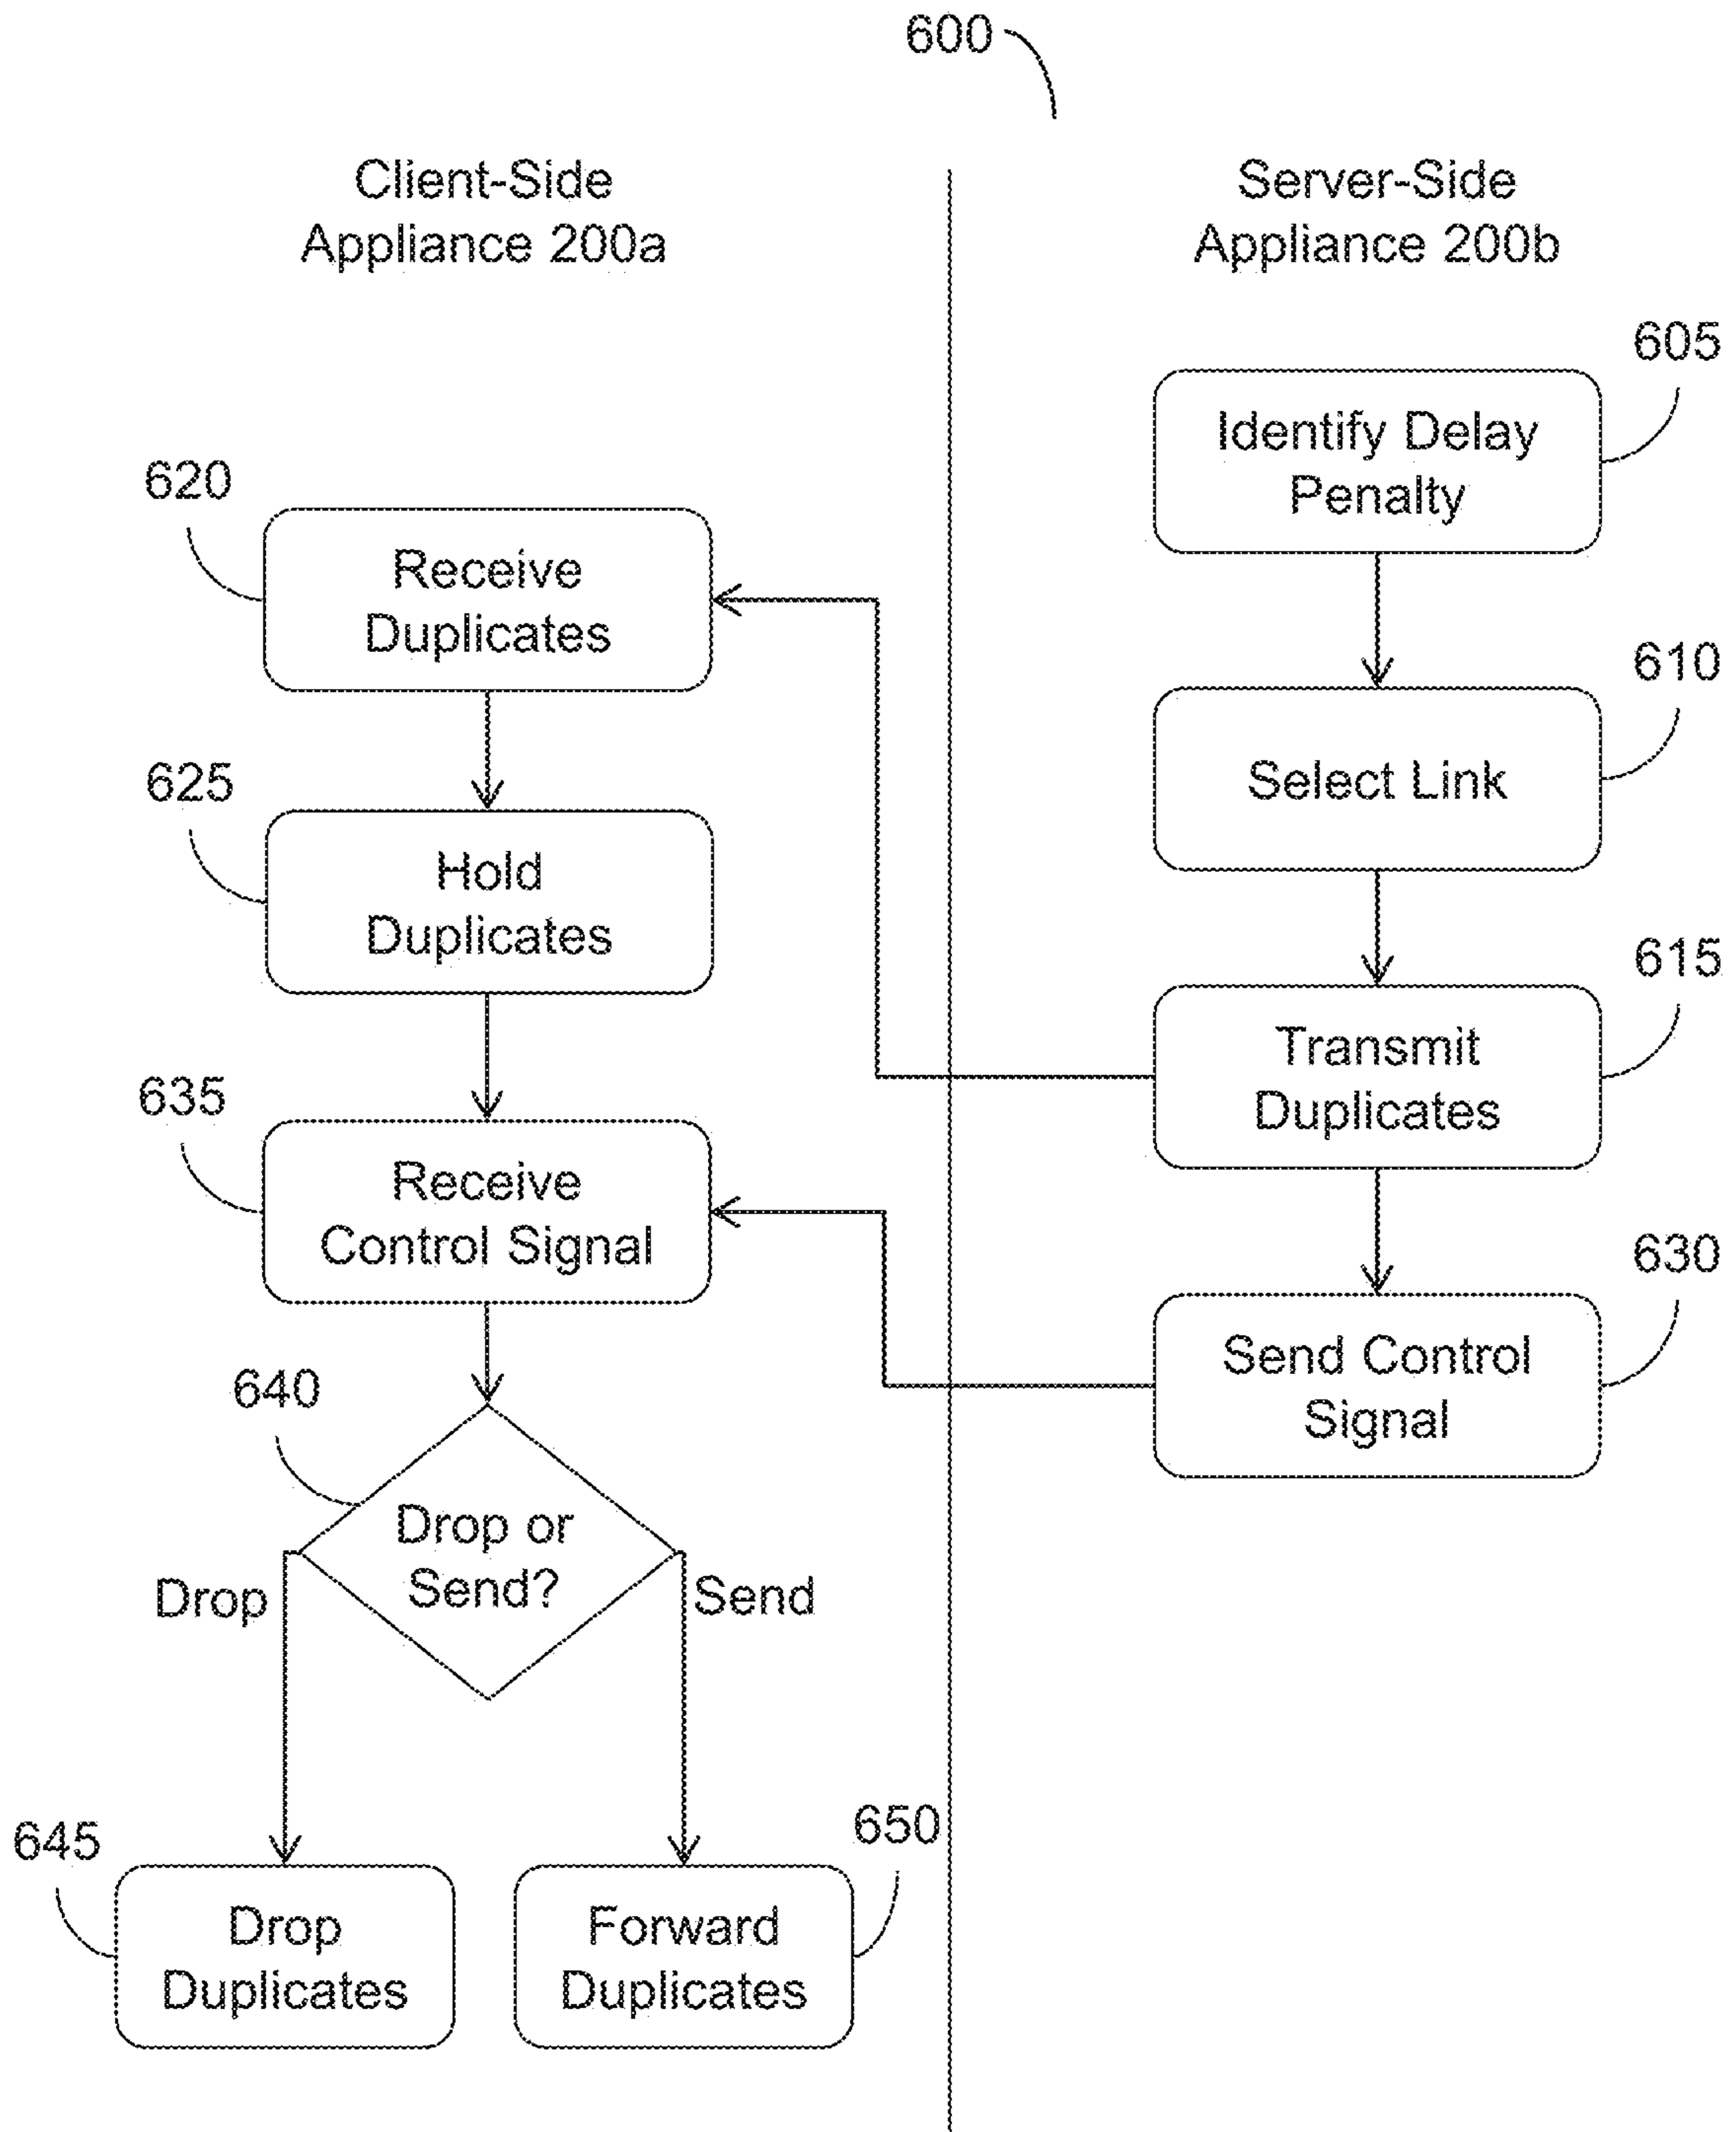 600
Client-Side
Appliance 200a
Server-Side
Appliance 200b
605
Identify Delay
Penalty
620
Receive
Duplicates
610
Select Link
625
Hold
Duplicates
615
Transmit
Duplicates
635
Receive
Control Signal
630
Send Control
Signal
640
Drop or
Send?
Drop
Send
645
Drop
Duplicates
650
Forward
Duplicates